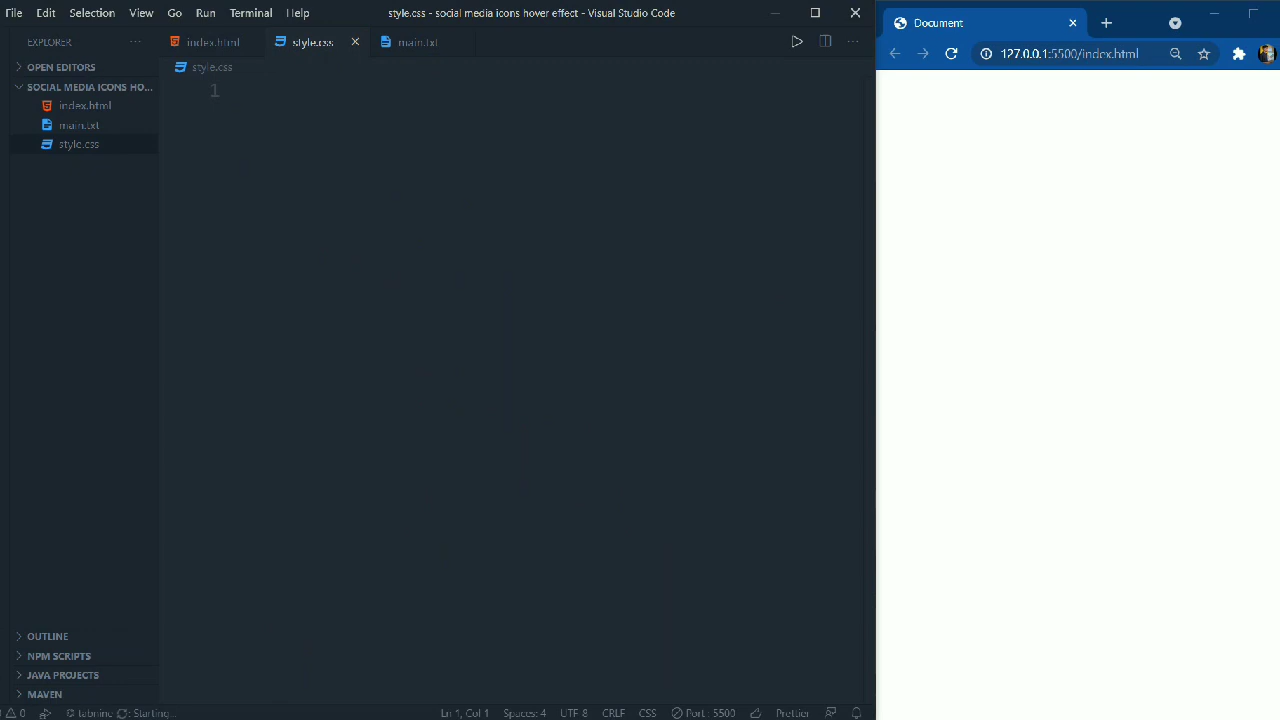 File Edit Selection View Go Run Terminal Help
style.css - social media icons hover effect - Visual Studio Code
EXPLORER
OPEN EDITORS
SOCIAL MEDIA ICONS HO...
index.html
main.txt
style.css
OUTLINE
NPM SCRIPTS
JAVA PROJECTS
MAVEN
index.html style.css main.txt
style.css
1
0 tabnine Starting...
Ln 1, Col 1 Spaces: 4 UTF-8 CRLF CSS Port : 5500 Prettier
Document
127.0.0.1:5500/index.html